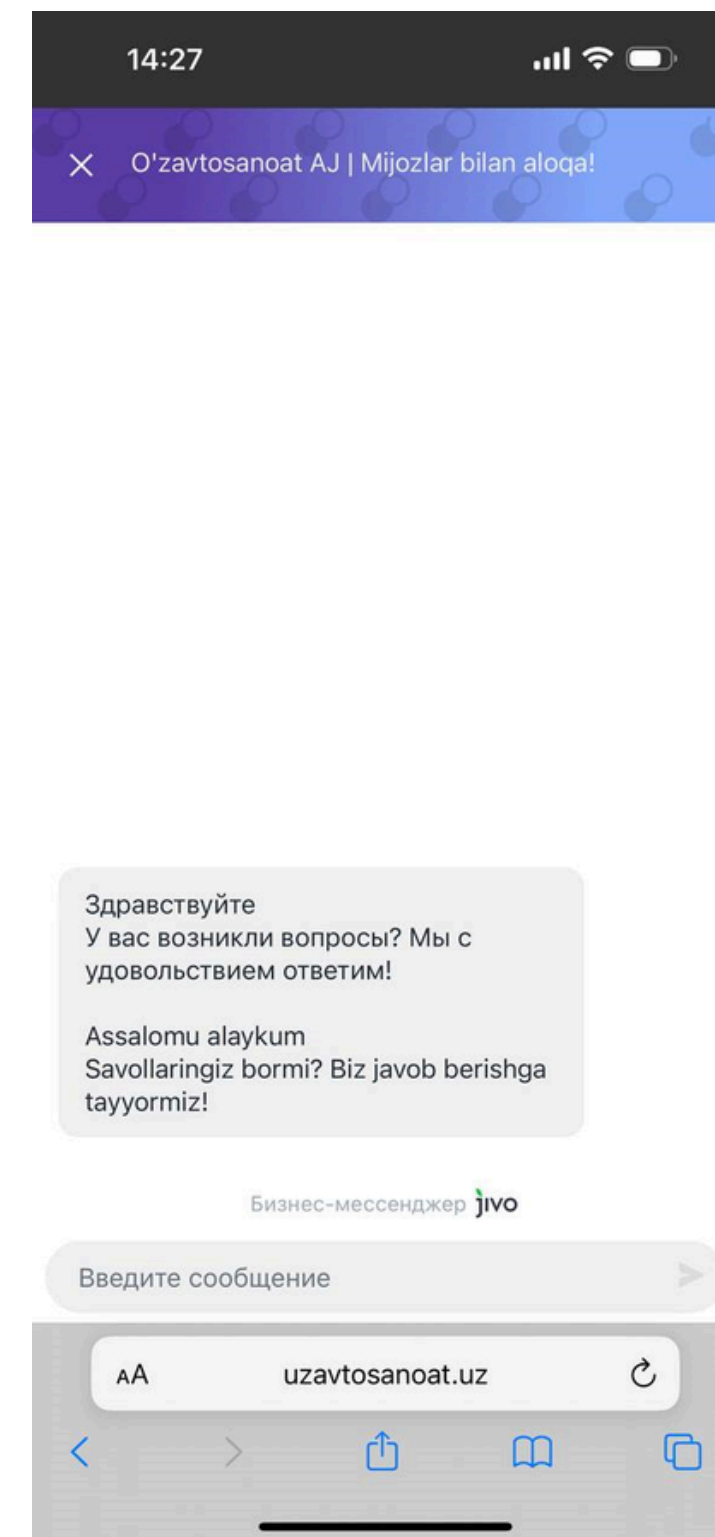 14:27
O'zavtosanoat AJ | Mijozlar bilan aloqa!
Здравствуйте
У вас возникли вопросы? Мы с
удовольствием ответим!
Assalomu alaykum
Savollaringiz bormi? Biz javob berishga
tayyormiz!
Бизнес-мессенджер jivo
Введите сообщение
AA uzavtosanoat.uz